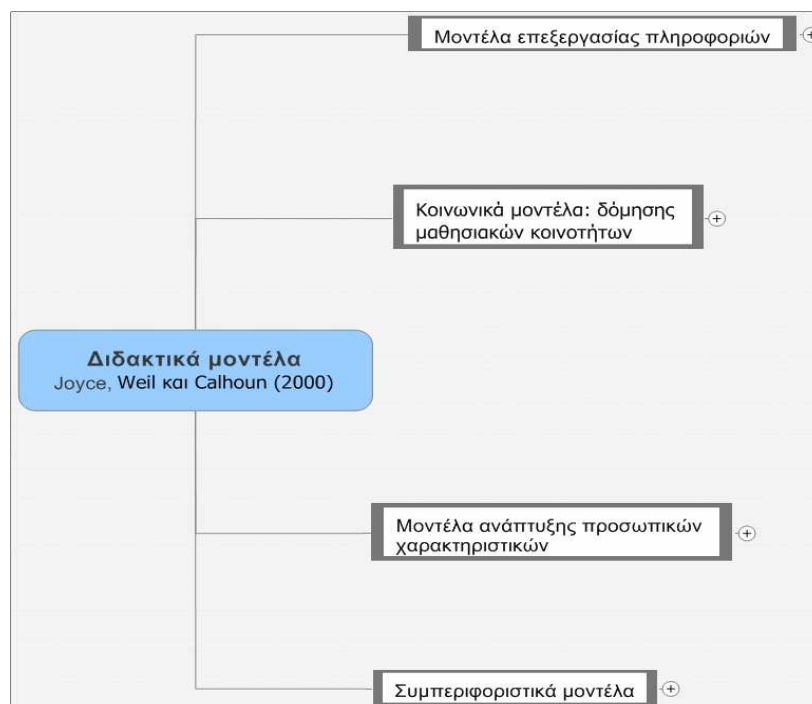 Μοντέλα επεξεργασίας πληροφοριών
Κοινωνικά μοντέλα: δόμησης
μαθησιακών κοινοτήτων
Διδακτικά μοντέλα
Joyce, Weil και Calhoun (2000)
Μοντέλα ανάπτυξης προσωπικών
χαρακτηριστικών
Συμπεριφοριστικά μοντέλα